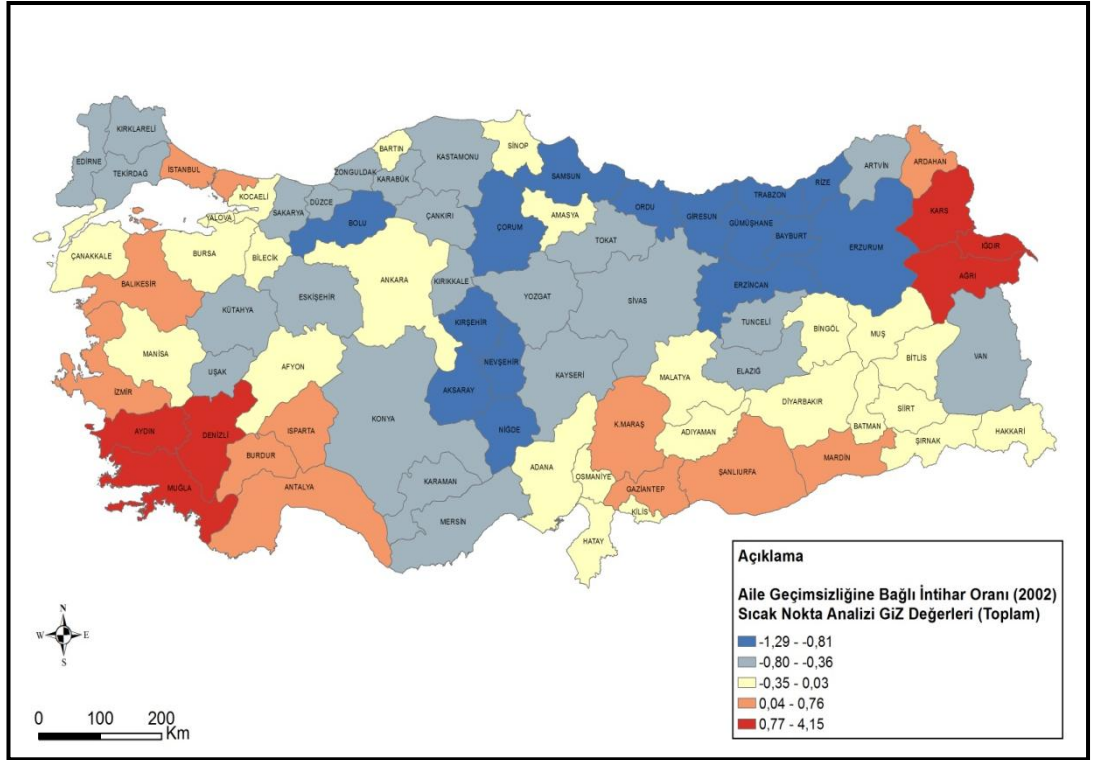 KIRKLARELİ
EDİRNE
TEKİRDAĞ
İSTANBUL
KOCAELİ
YALOVA
SAKARYA
DÜZCE
ZONGULDAK
BARTIN
KARABÜK
KASTAMONU
SİNOP
BOLU
ÇANKIRI
ÇORUM
SAMSUN
AMASYA
ORDU
TOKAT
GİRESUN
TRABZON
GÜMÜŞHANE
BAYBURT
RİZE
ARTVİN
ARDAHAN
KARS
IĞDIR
AĞRI
ERZURUM
ERZİNCAN
ÇANAKKALE
BURSA
BİLECİK
BALIKESİR
KÜTAHYA
ESKİŞEHİR
ANKARA
KIRIKKALE
YOZGAT
SİVAS
TUNCELİ
BİNGÖL
MUŞ
BİTLİS
VAN
KIRŞEHİR
NEVŞEHİR
KAYSERİ
MALATYA
ELAZIĞ
DİYARBAKIR
BATMAN
SİİRT
ŞIRNAK
HAKKARİ
MANİSA
UŞAK
AFYON
İZMİR
AYDIN
DENİZLİ
ISPARTA
BURDUR
MUĞLA
ANTALYA
KONYA
AKSARAY
NİĞDE
KARAMAN
MERSİN
ADANA
OSMANİYE
K.MARAŞ
ADIYAMAN
GAZİANTEP
KİLİS
HATAY
ŞANLIURFA
MARDİN
N
W E
S
0 100 200
Km
Açıklama
Aile Geçimsizliğine Bağlı İntihar Oranı (2002)
Sıcak Nokta Analizi GiZ Değerleri (Toplam)
-1,29 - -0,81
-0,80 - -0,36
-0,35 - 0,03
0,04 - 0,76
0,77 - 4,15